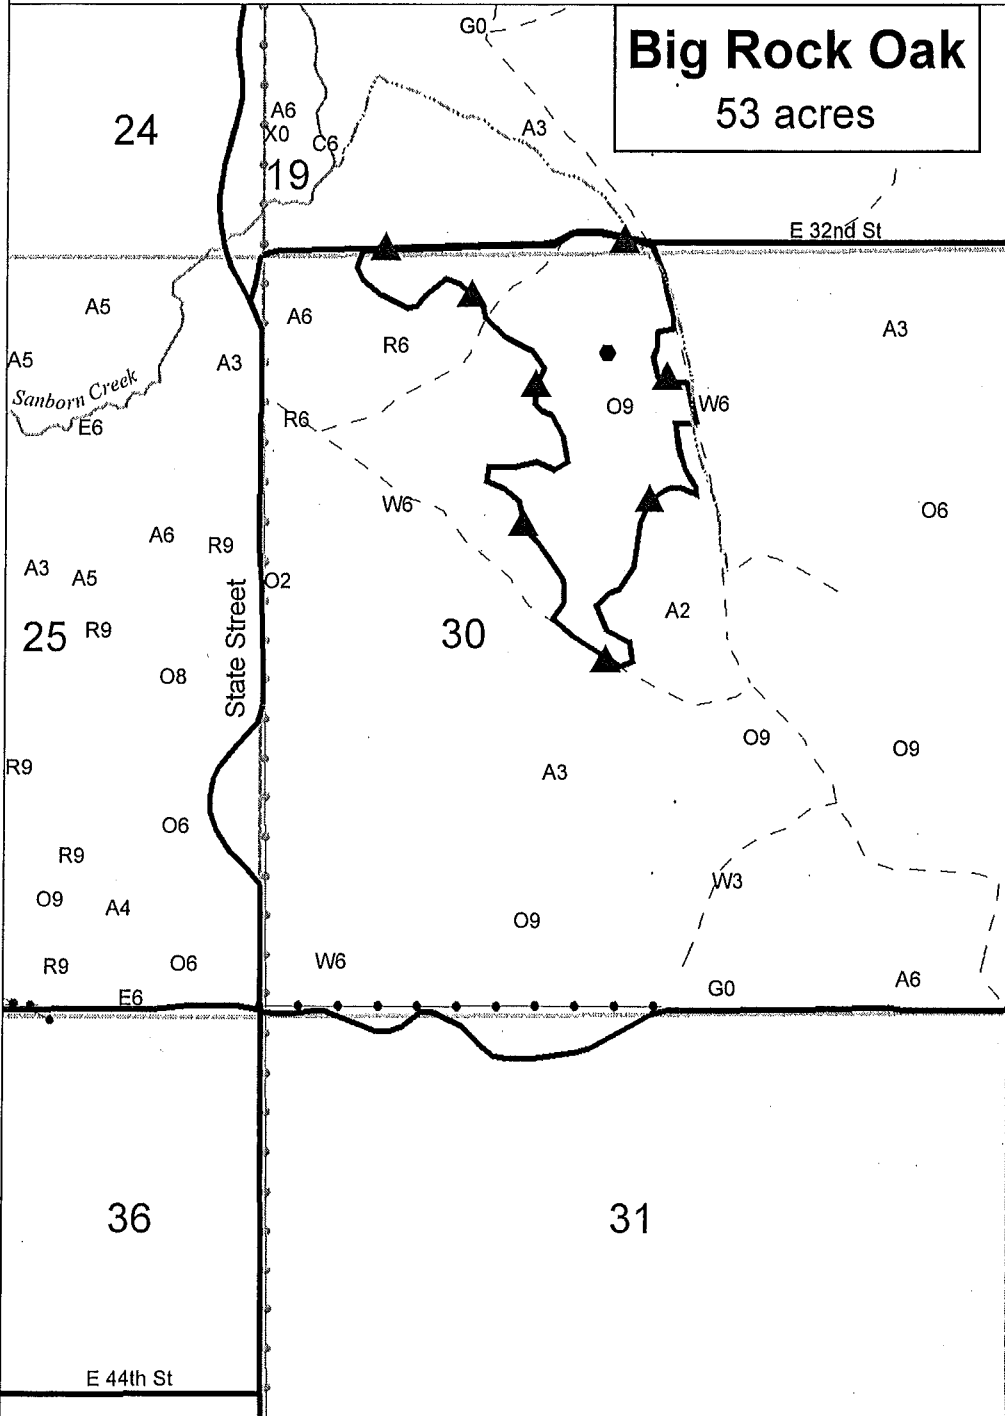 G0
Big Rock Oak
53 acres
24
A6
X0
C6
A3
19
E 32nd St
A5
A6
A3
R6
A5
A3
Sanborn Creek
O9
W6
R6
E6
W6
O6
A6
R9
A3
A5
O2
State Street
A2
25
R9
30
O8
O9
O9
R9
A3
O6
R9
W3
O9
A4
O9
R9
O6
W6
A6
G0
E6
36
31
E 44th St